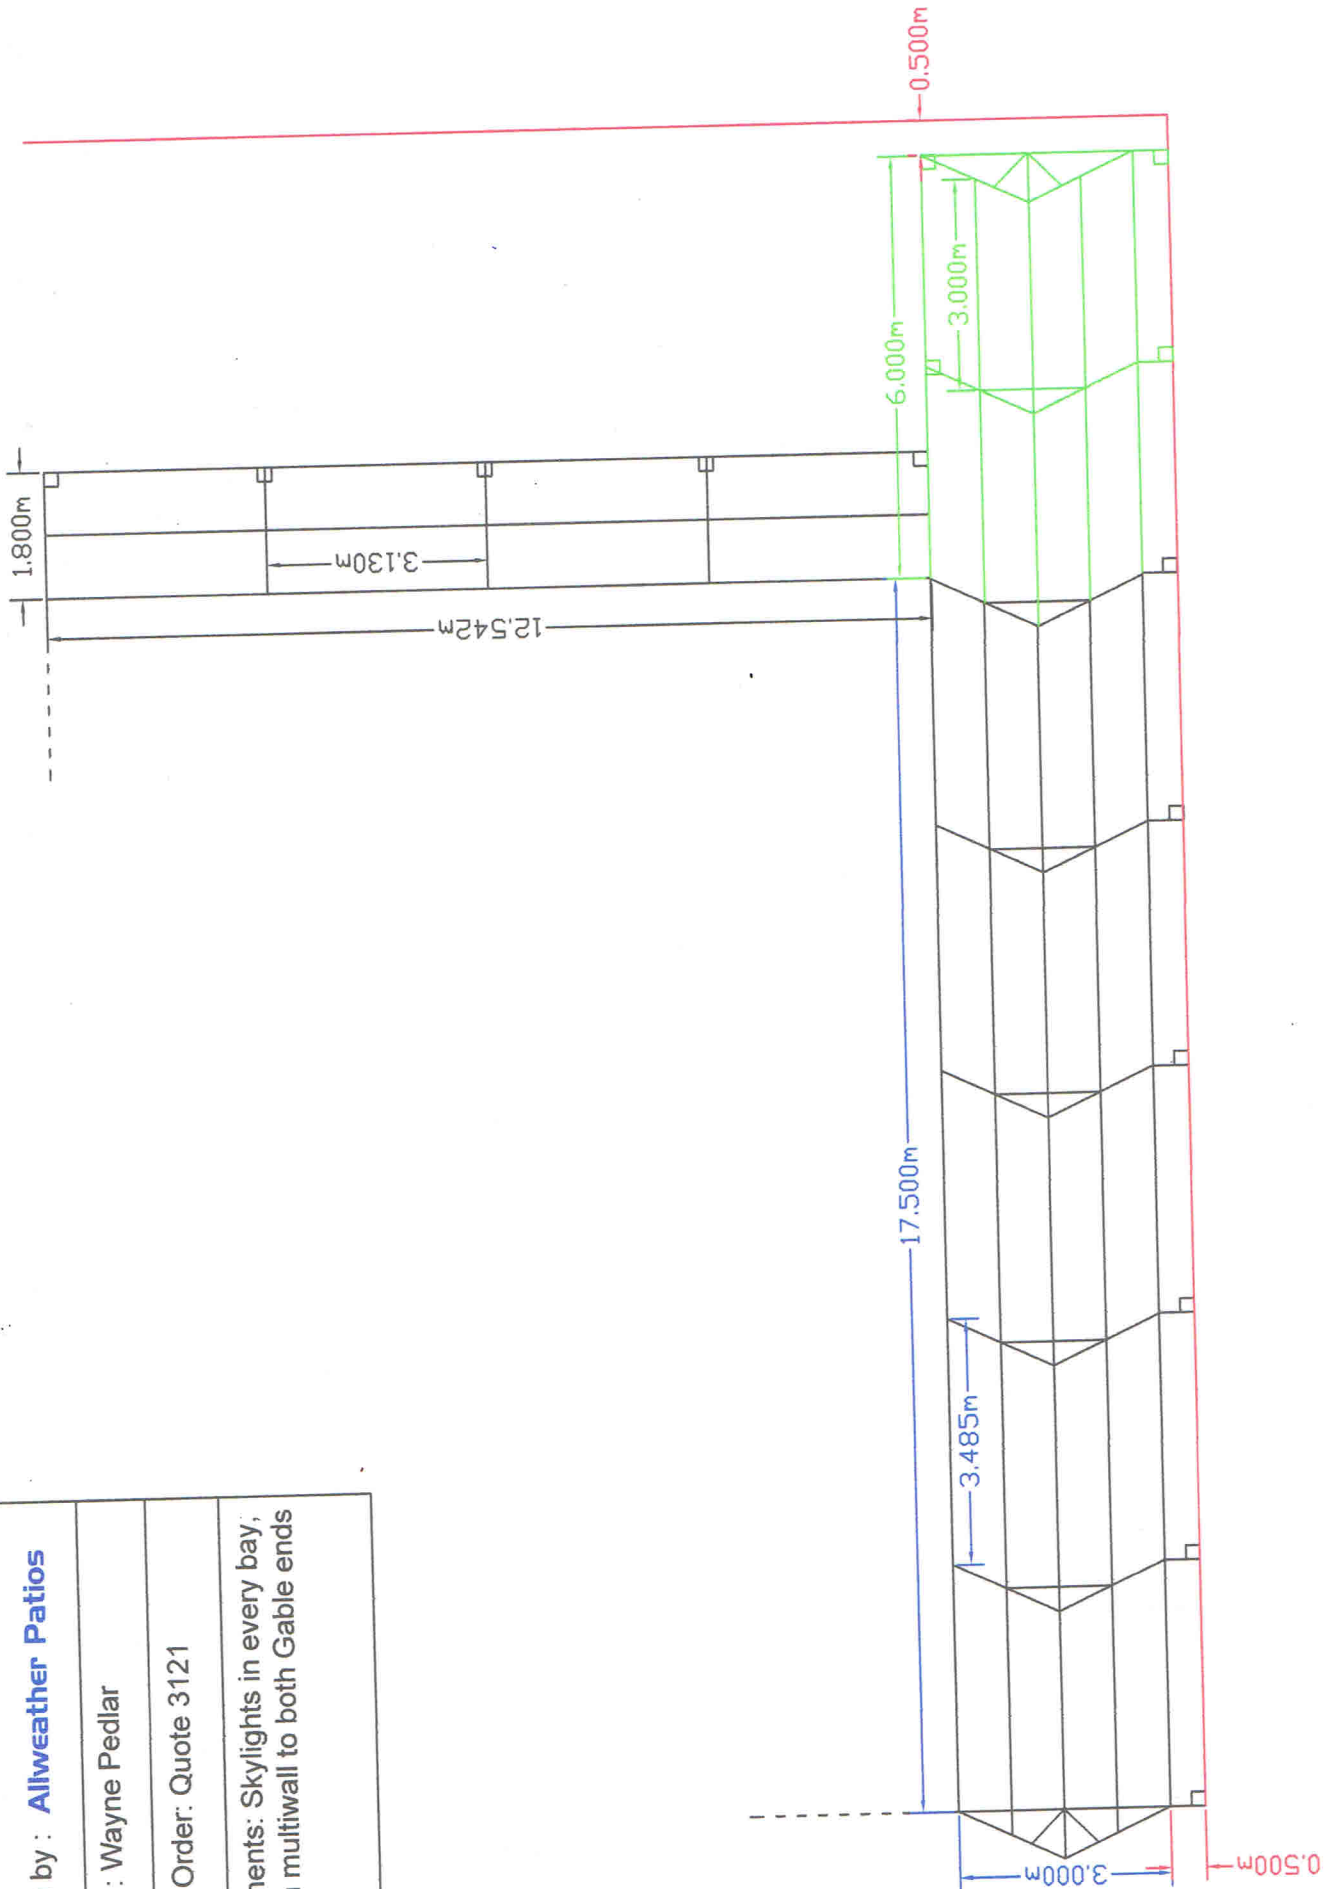 by : Allweather Patios
: Wayne Pedlar
Order: Quote 3121
Skylights in every bay,
multiwall to both Gable ends
1.800m
3.130m
12.542m
0.500m
6.000m
3.000m
17.500m
3.485m
3.000m
0.500m